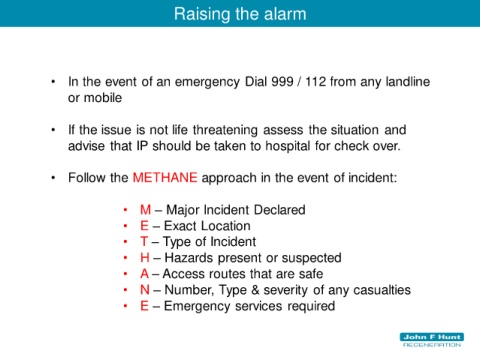 Raising the alarm
• In the event of an emergency Dial 999 / 112 from any landline
or mobile
• If the issue is not life threatening assess the situation and
advise that IP should be taken to hospital for check over.
• Follow the METHANE approach in the event of incident:
• M – Major Incident Declared
• E – Exact Location
• T – Type of Incident
• H – Hazards present or suspected
• A – Access routes that are safe
• N – Number, Type & severity of any casualties
• E – Emergency services required
John F Hunt
REGENERATION